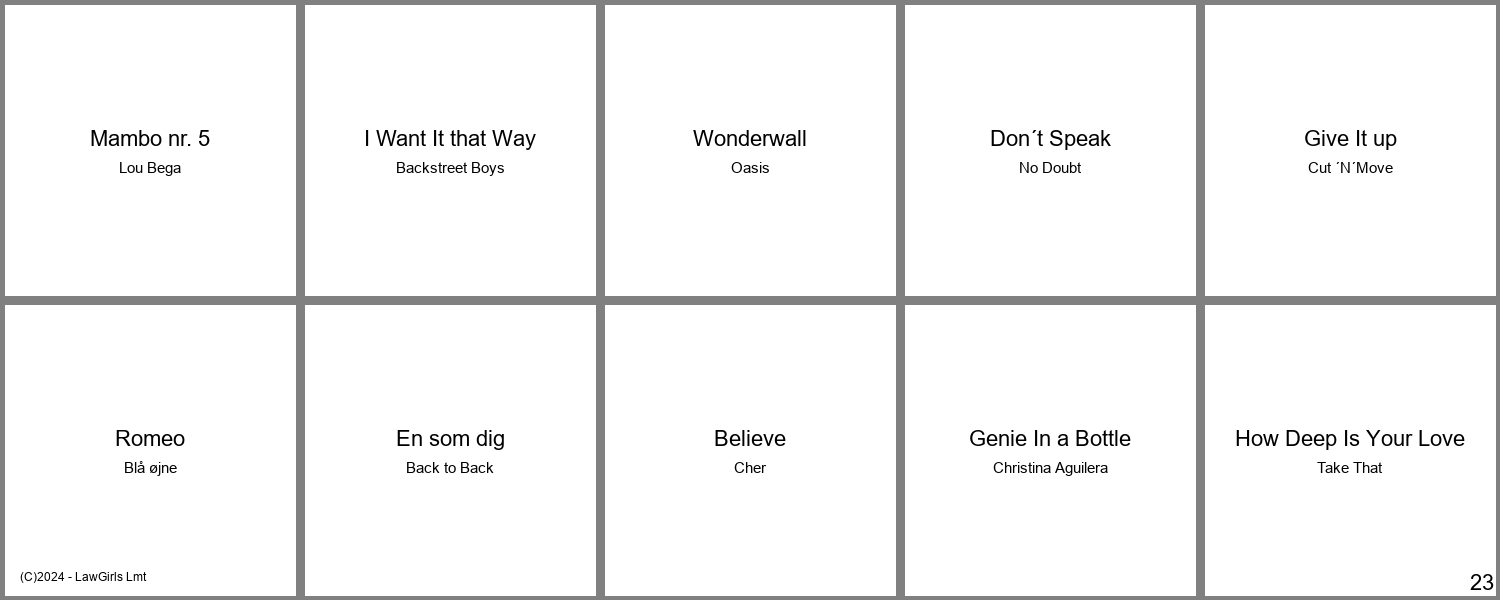 Mambo nr. 5
Lou Bega
I Want It that Way
Backstreet Boys
Wonderwall
Oasis
Don´t Speak
No Doubt
Give It up
Cut ´N´Move
Romeo
Blå øjne
En som dig
Back to Back
Believe
Cher
Genie In a Bottle
Christina Aguilera
How Deep Is Your Love
Take That
(C)2024 - LawGirls Lmt
23